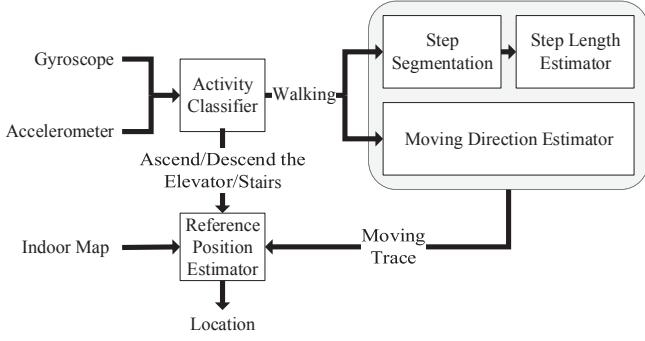 Gyroscope
Accelerometer
Activity
Classifier
Walking
Step
Segmentation
Step Length
Estimator
Moving Direction Estimator
Ascend/Descend the
Elevator/Stairs
Indoor Map
Reference
Position
Estimator
Moving
Trace
Location